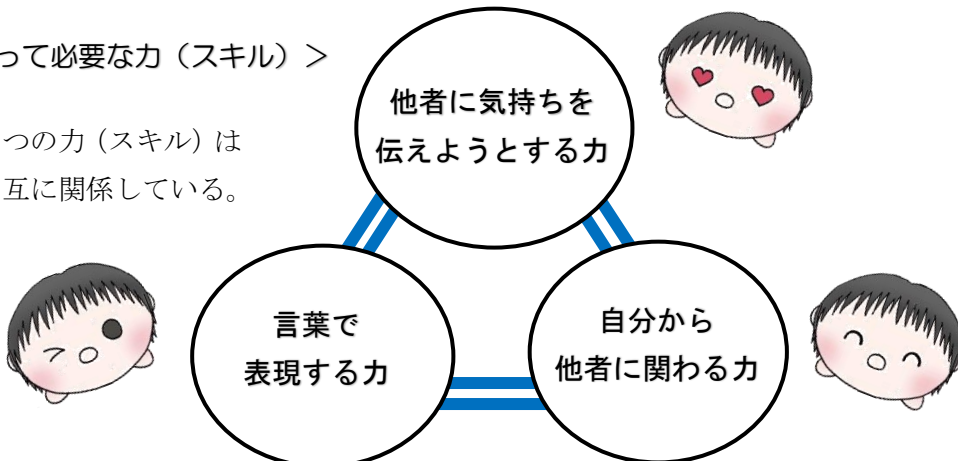 って必要な力（スキル）＞
つの力（スキル）は
互に関係している。
他者に気持ちを
伝えようとする力
言葉で
表現する力
自分から
他者に関わる力